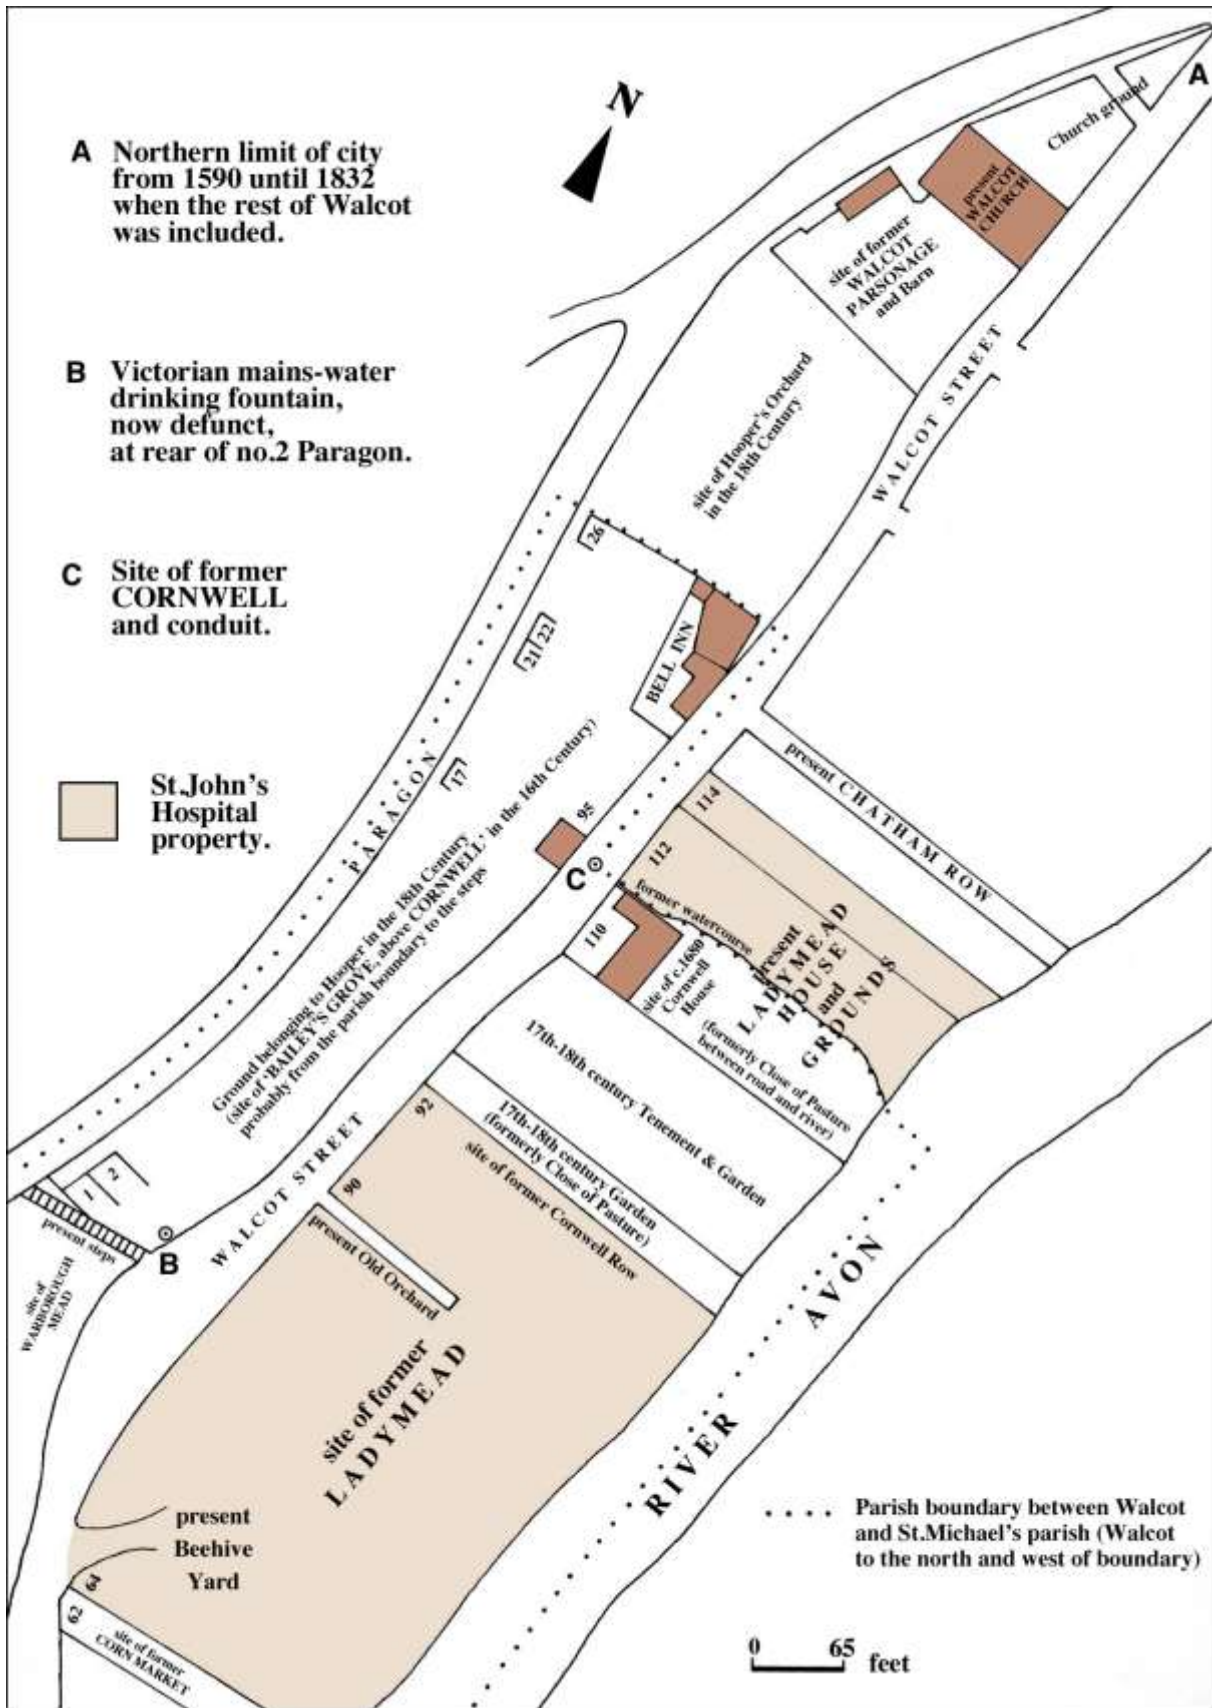 N
A
Church ground
present
WALCOT
CHURCH
A Northern limit of city
from 1590 until 1832
when the rest of Walcot
was included.
site of former
WALCOT
PARSONAGE
and Barn
WALCOT STREET
B Victorian mains-water
drinking fountain,
now defunct,
at rear of no.2 Paragon.
site of Hooper's Orchard
in the 18th Century
26
C Site of former
CORNWELL
and conduit.
22
21
BELL INN
17
PARAGON
St.John's
Hospital
property.
present CHATHAM ROW
114
112
95
C
former watercourse
110
site of c.1680
Cornwell
House
present
LADYMEAD
HOUSE
and
GROUNDS
(formerly Close of Pasture
between road and river)
Ground belonging to Hooper in the 18th Century
(site of 'BAILEY'S GROVE, above CORNWELL' in the 16th Century)
probably from the parish boundary to the steps
17th-18th century Tenement & Garden
17th-18th century Garden
(formerly Close of Pasture)
92
site of former Cornwell Row
90
WALCOT STREET
present Old Orchard
2
1
present steps
B
site of
WARBOROUGH
MEAD
site of former
LADYMEAD
RIVER AVON
present
Beehive
Yard
64
62
site of former
CORN MARKET
Parish boundary between Walcot
and St.Michael's parish (Walcot
to the north and west of boundary)
0 65 feet